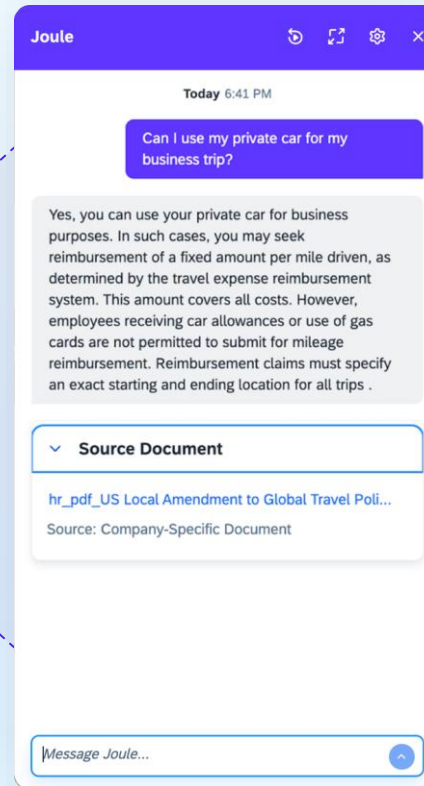 Joule
Today 6:41 PM
Can I use my private car for my
business trip?
Yes, you can use your private car for business
purposes. In such cases, you may seek
reimbursement of a fixed amount per mile driven, as
determined by the travel expense reimbursement
system. This amount covers all costs. However,
employees receiving car allowances or use of gas
cards are not permitted to submit for mileage
reimbursement. Reimbursement claims must specify
an exact starting and ending location for all trips .
Source Document
hr_pdf_US Local Amendment to Global Travel Poli...
Source: Company-Specific Document
Message Joule...